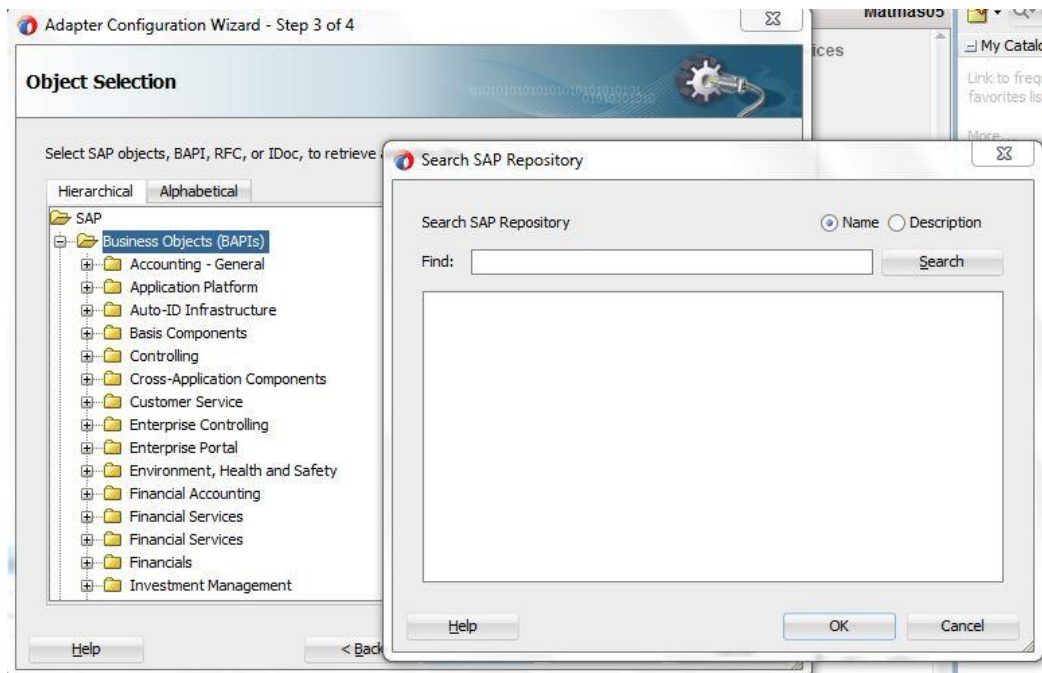 Adapter Configuration Wizard - Step 3 of 4
Mathas05
ices
My Catalo
Link to freq
favorites lis
More...
Object Selection
Select SAP objects, BAPI, RFC, or IDoc, to retrieve
Hierarchical Alphabetical
SAP
Business Objects (BAPIs)
Accounting - General
Application Platform
Auto-ID Infrastructure
Basis Components
Controlling
Cross-Application Components
Customer Service
Enterprise Controlling
Enterprise Portal
Environment, Health and Safety
Financial Accounting
Financial Services
Financial Services
Financials
Investment Management
Help < Back
Search SAP Repository
Search SAP Repository Name Description
Find: Search
Help OK Cancel